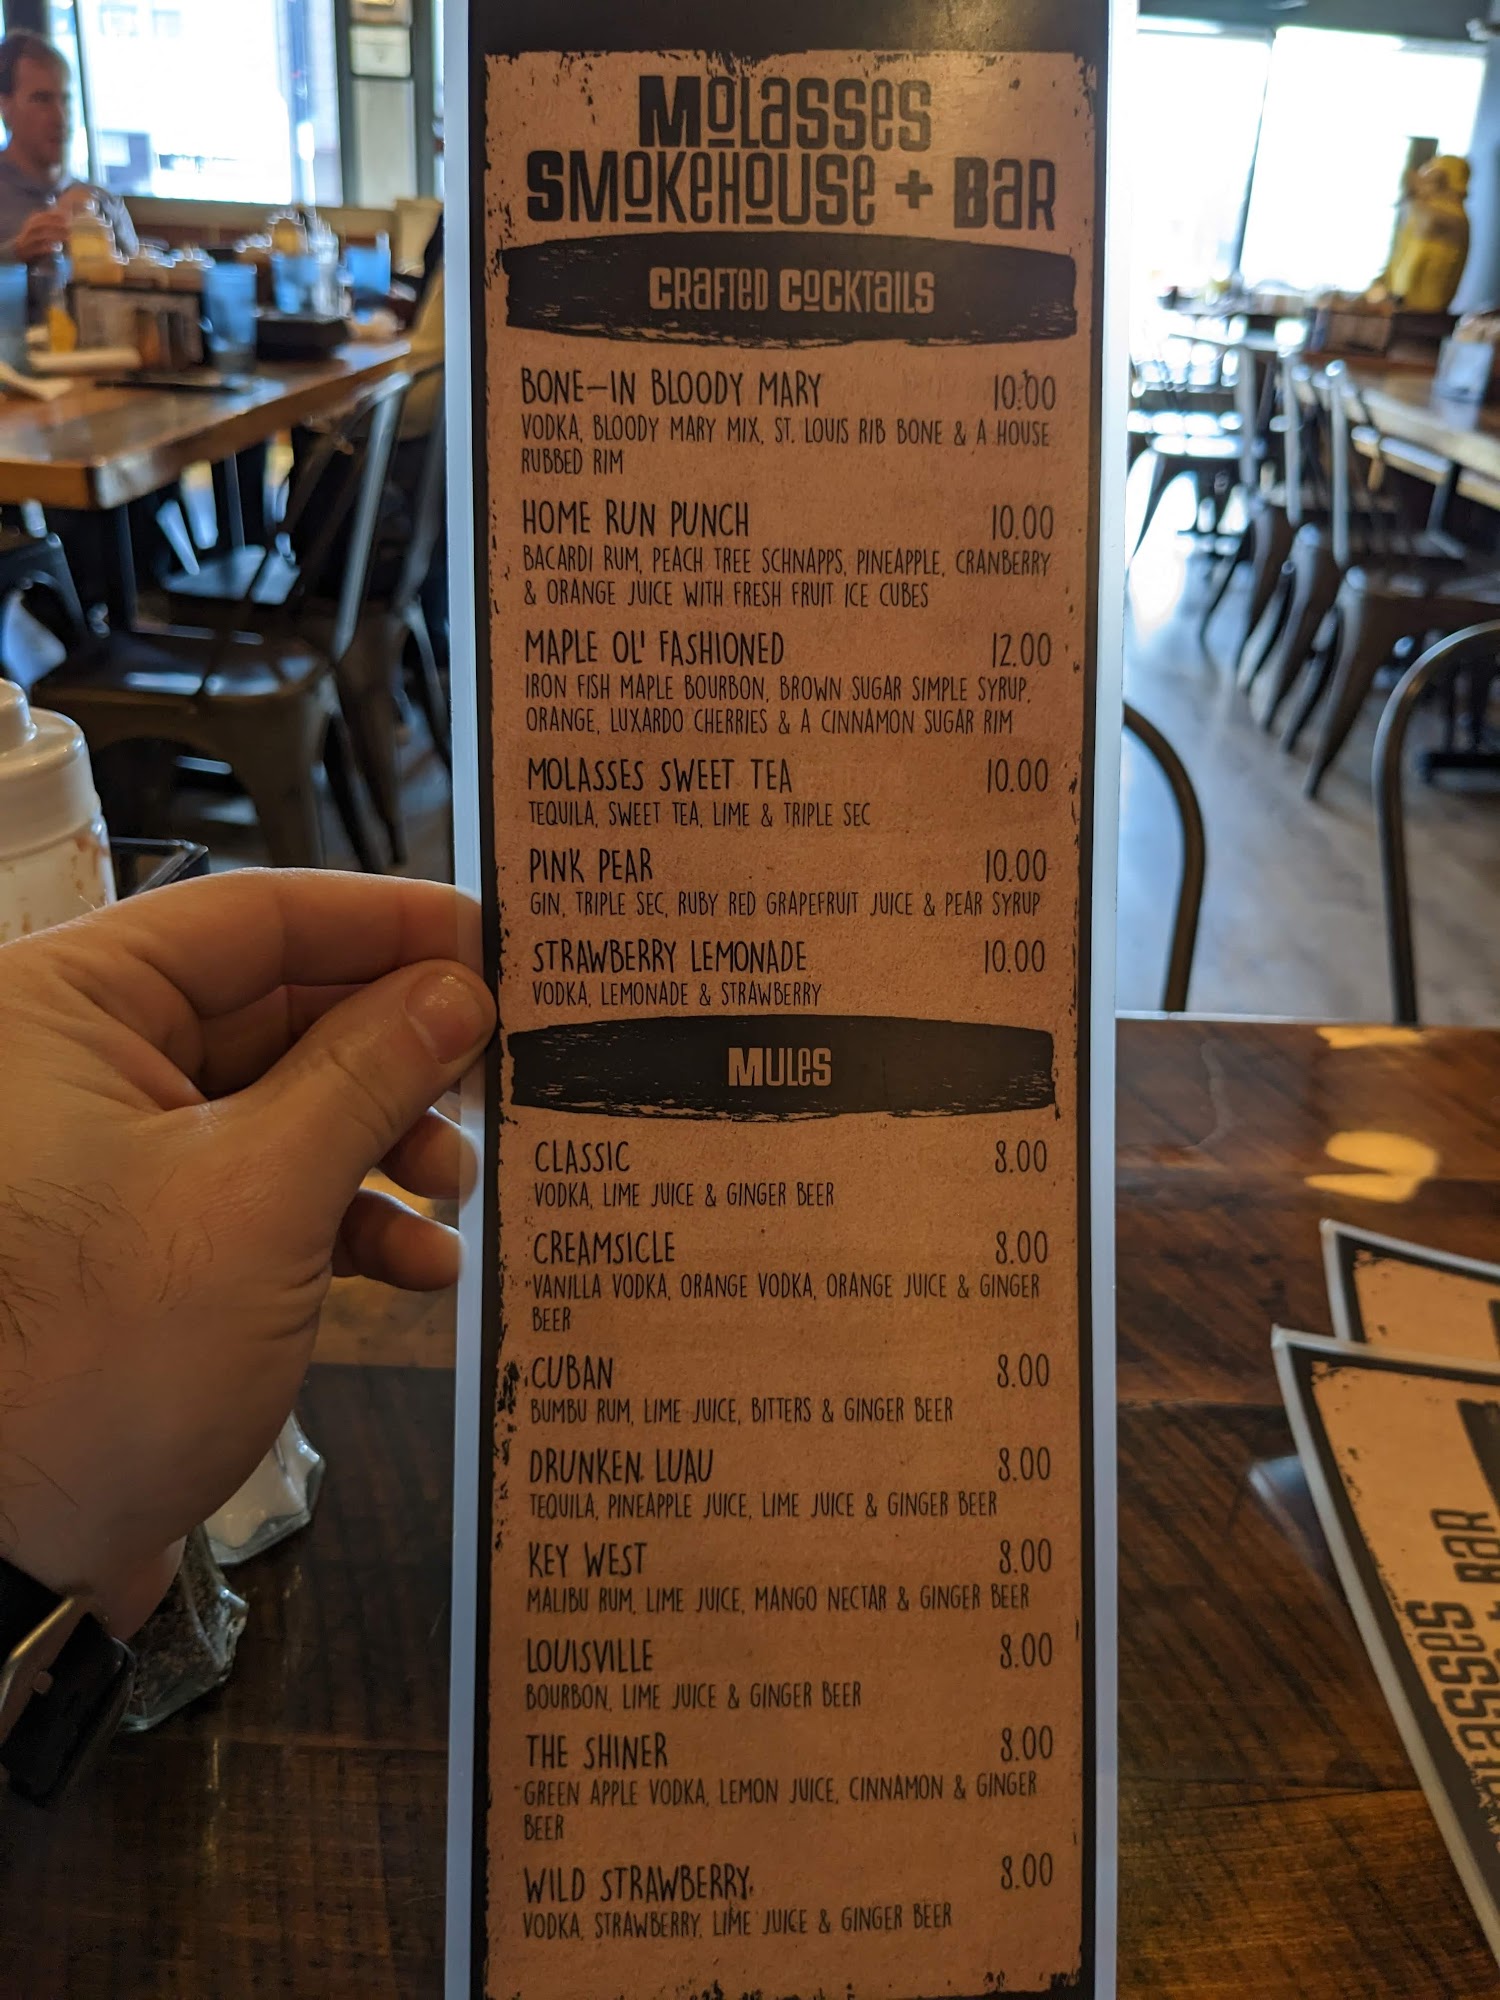 MOLASSES
SMOKEHOUSE + BAR
CRAFTED COCKTAILS
BONE-IN BLOODY MARY 10.00
VODKA, BLOODY MARY MIX, ST. LOUIS RIB BONE & A HOUSE
RUBBED RIM
HOME RUN PUNCH 10.00
BACARDI RUM, PEACH TREE SCHNAPPS, PINEAPPLE, CRANBERRY
& ORANGE JUICE WITH FRESH FRUIT ICE CUBES
MAPLE OL' FASHIONED 12.00
IRON FISH MAPLE BOURBON, BROWN SUGAR SIMPLE SYRUP,
ORANGE, LUXARDO CHERRIES & A CINNAMON SUGAR RIM
MOLASSES SWEET TEA 10.00
TEQUILA, SWEET TEA, LIME & TRIPLE SEC
PINK PEAR 10.00
GIN, TRIPLE SEC, RUBY RED GRAPEFRUIT JUICE & PEAR SYRUP
STRAWBERRY LEMONADE 10.00
VODKA, LEMONADE & STRAWBERRY
MULES
CLASSIC 8.00
VODKA, LIME JUICE & GINGER BEER
CREAMSICLE 8.00
VANILLA VODKA, ORANGE VODKA, ORANGE JUICE & GINGER
BEER
CUBAN 8.00
BUMBU RUM, LIME JUICE, BITTERS & GINGER BEER
DRUNKEN LUAU 8.00
TEQUILA, PINEAPPLE JUICE, LIME JUICE & GINGER BEER
KEY WEST 8.00
MALIBU RUM, LIME JUICE, MANGO NECTAR & GINGER BEER
LOUISVILLE 8.00
BOURBON, LIME JUICE & GINGER BEER
THE SHINER 8.00
GREEN APPLE VODKA, LEMON JUICE, CINNAMON & GINGER
BEER
WILD STRAWBERRY 8.00
VODKA, STRAWBERRY, LIME JUICE & GINGER BEER
BAR